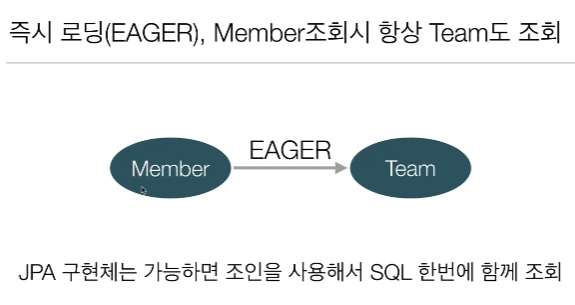 즉시 로딩(EAGER), Member조회시 항상 Team도 조회
EAGER
Member
Team
JPA 구현체는 가능하면 조인을 사용해서 SQL 한번에 함께 조회